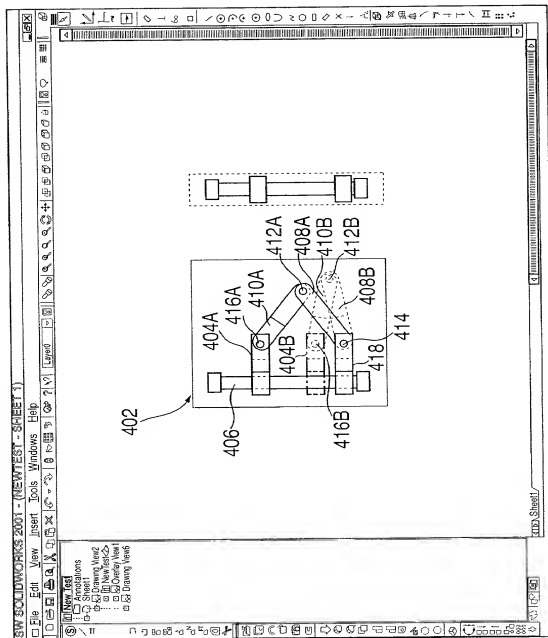 SW SOLIDWORKS 2001 - (NEWTEST - SHEET 1)
File Edit View Insert Tools Windows Help
Layer0
New Test
Annotations
Sheet1
Drawing View2
NewTest<2>
Overlay View1
Drawing View6
402
404A
416A
410A
412A
408A
410B
412B
406
404B
408B
416B
418
414
Sheet1